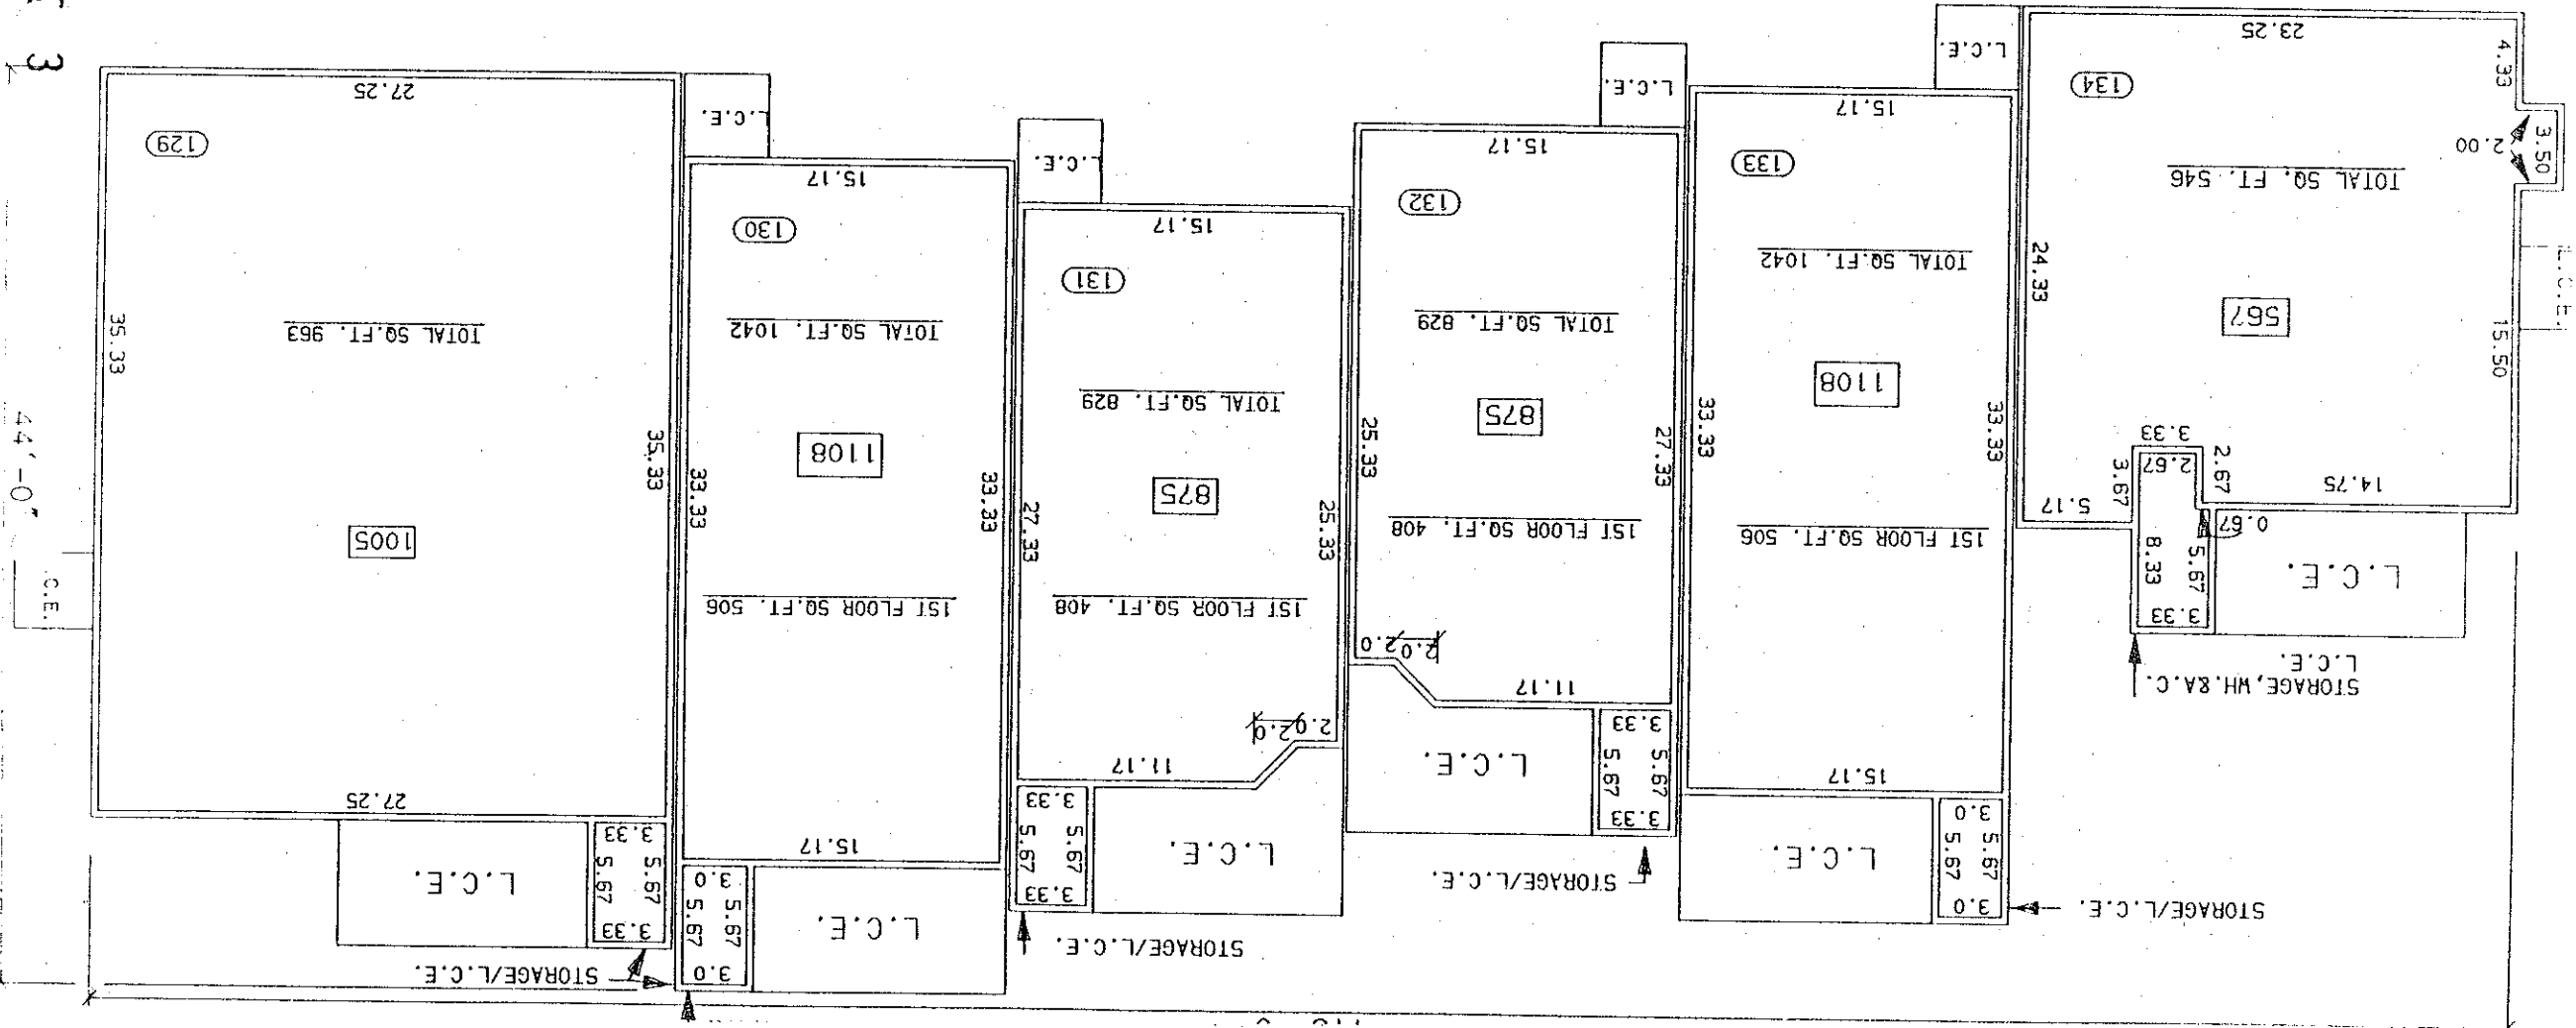 3
44'-0"
C.E.
129
27.25
35.33
35.33
TOTAL SQ.FT. 963
1005
27.25
L.C.E.
3.33
5.67
5.67
3.33
STORAGE/L.C.E.
L.C.E.
130
15.17
TOTAL SQ.FT. 1042
1108
33.33
33.33
1ST FLOOR SQ.FT. 506
15.17
3.0
5.67
5.67
3.0
L.C.E.
L.C.E.
131
15.17
TOTAL SQ.FT. 829
875
27.33
25.33
1ST FLOOR SQ.FT. 408
2.0
2.0
11.17
3.33
5.67
5.67
3.33
L.C.E.
STORAGE/L.C.E.
132
15.17
L.C.E.
TOTAL SQ.FT. 829
875
25.33
27.33
1ST FLOOR SQ.FT. 408
2.0
2.0
11.17
L.C.E.
3.33
5.67
5.67
3.33
STORAGE/L.C.E.
133
15.17
L.C.E.
TOTAL SQ.FT. 1042
1108
33.33
33.33
1ST FLOOR SQ.FT. 506
15.17
L.C.E.
3.0
5.67
5.67
3.0
STORAGE/L.C.E.
134
23.25
4.33
3.50
2.00
TOTAL SQ. FT. 546
567
24.33
15.50
L.C.E.
3.33
2.67
2.67
3.67
14.75
5.17
0.67
8.33
5.67
3.33
L.C.E.
STORAGE, WH.&A.C.
L.C.E.